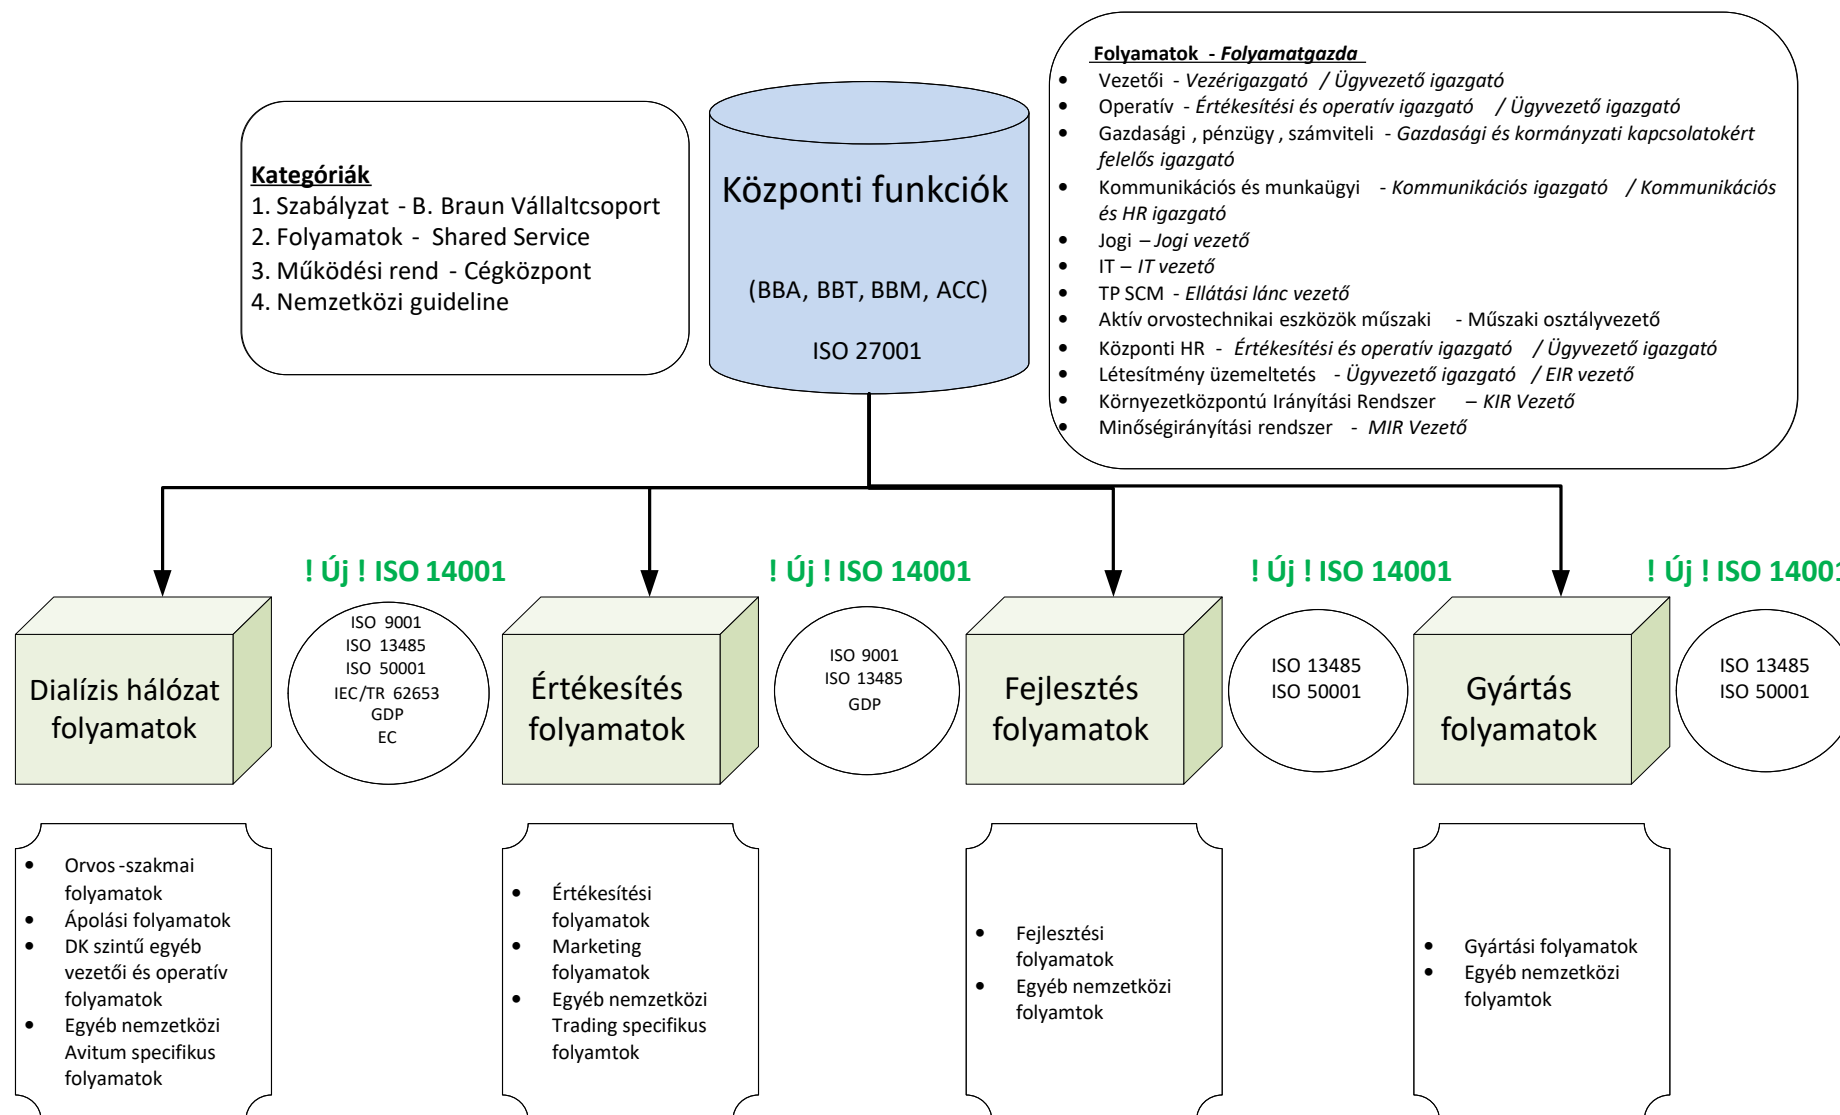 Kategóriák
1. Szabályzat - B. Braun Vállaltcsoport
2. Folyamatok - Shared Service
3. Működési rend - Cégközpont
4. Nemzetközi guideline
Központi funkciók
(BBA, BBT, BBM, ACC)
ISO 27001
Folyamatok - Folyamatgazda
• Vezetői - Vezérigazgató / Ügyvezető igazgató
• Operatív - Értékesítési és operatív igazgató / Ügyvezető igazgató
• Gazdasági , pénzügy , számviteli - Gazdasági és kormányzati kapcsolatokért
felelős igazgató
• Kommunikációs és munkaügyi - Kommunikációs igazgató / Kommunikációs
és HR igazgató
• Jogi – Jogi vezető
• IT – IT vezető
• TP SCM - Ellátási lánc vezető
• Aktív orvostechnikai eszközök műszaki - Műszaki osztályvezető
• Központi HR - Értékesítési és operatív igazgató / Ügyvezető igazgató
• Létesítmény üzemeltetés - Ügyvezető igazgató / EIR vezető
• Környezetközpontú Irányítási Rendszer – KIR Vezető
• Minőségirányítási rendszer - MIR Vezető
! Új ! ISO 14001
! Új ! ISO 14001
! Új ! ISO 14001
! Új ! ISO 14001
Dialízis hálózat
folyamatok
ISO 9001
ISO 13485
ISO 50001
IEC/TR 62653
GDP
EC
Értékesítés
folyamatok
ISO 9001
ISO 13485
GDP
Fejlesztés
folyamatok
ISO 13485
ISO 50001
Gyártás
folyamatok
ISO 13485
ISO 50001
• Orvos-szakmai
folyamatok
• Ápolási folyamatok
• DK szintű egyéb
vezetői és operatív
folyamatok
• Egyéb nemzetközi
Avitum specifikus
folyamatok
• Értékesítési
folyamatok
• Marketing
folyamatok
• Egyéb nemzetközi
Trading specifikus
folyamtok
• Fejlesztési
folyamatok
• Egyéb nemzetközi
folyamtok
• Gyártási folyamatok
• Egyéb nemzetközi
folyamtok